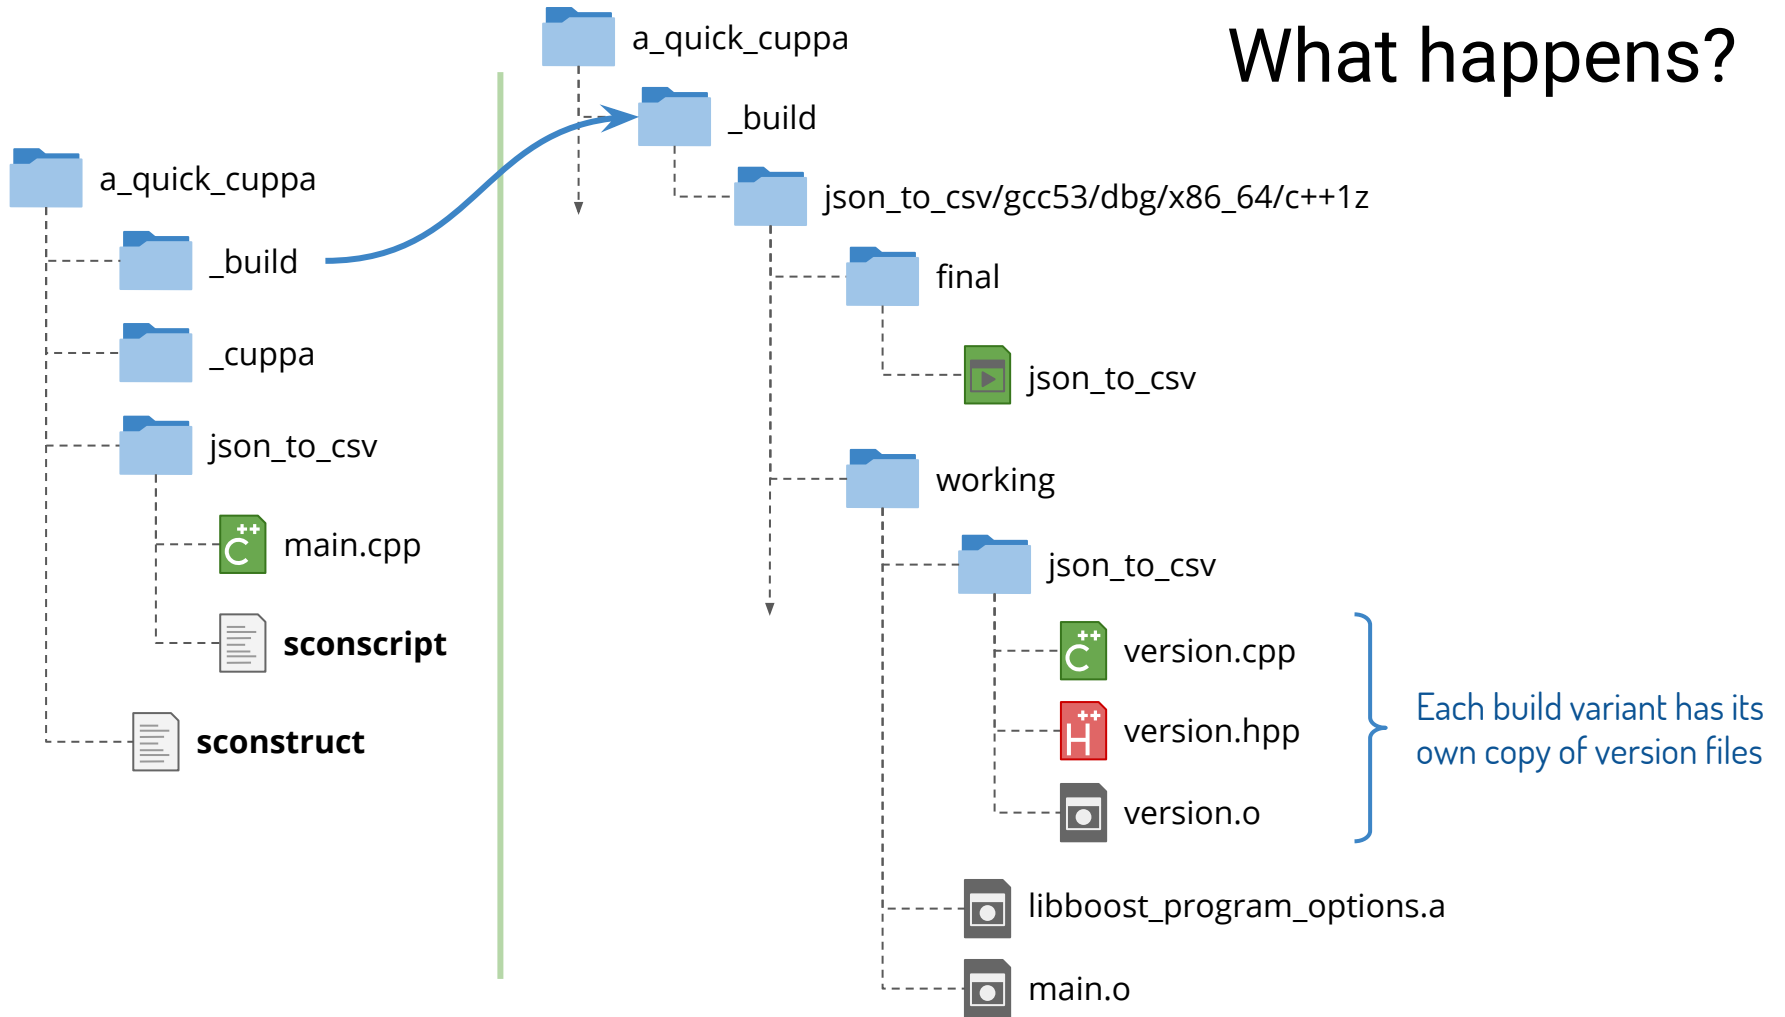 What happens?
a_quick_cuppa
_build
_cuppa
json_to_csv
main.cpp
sconscript
sconstruct
a_quick_cuppa
_build
json_to_csv/gcc53/dbg/x86_64/c++1z
final
json_to_csv
working
json_to_csv
C++
version.cpp
H++
version.hpp
version.o
Each build variant has its
own copy of version files
libboost_program_options.a
main.o